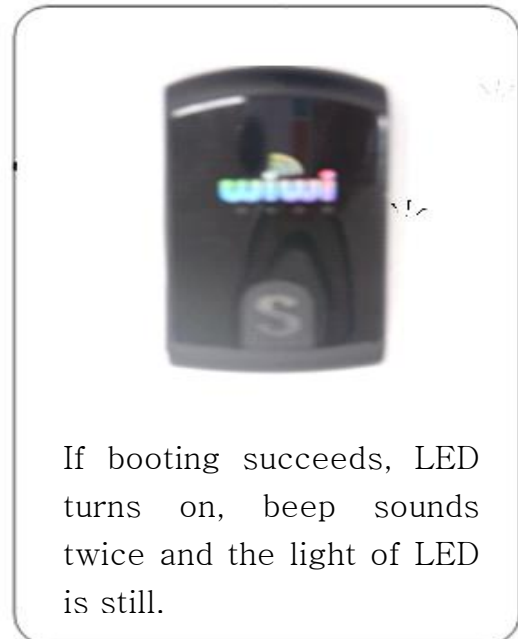 wiwi
S
If booting succeeds, LED
turns on, beep sounds
twice and the light of LED
is still.